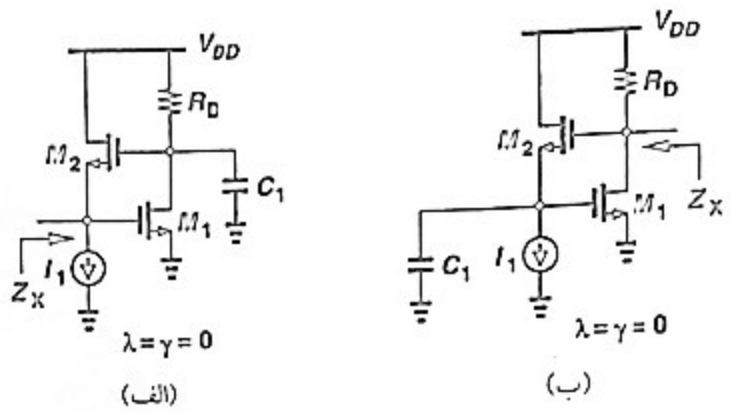 V_DD
R_D
M_2
C_1
M_1
I_1
Z_X
λ = γ = 0
(الف)
V_DD
R_D
M_2
M_1
Z_X
C_1
I_1
λ = γ = 0
(ب)